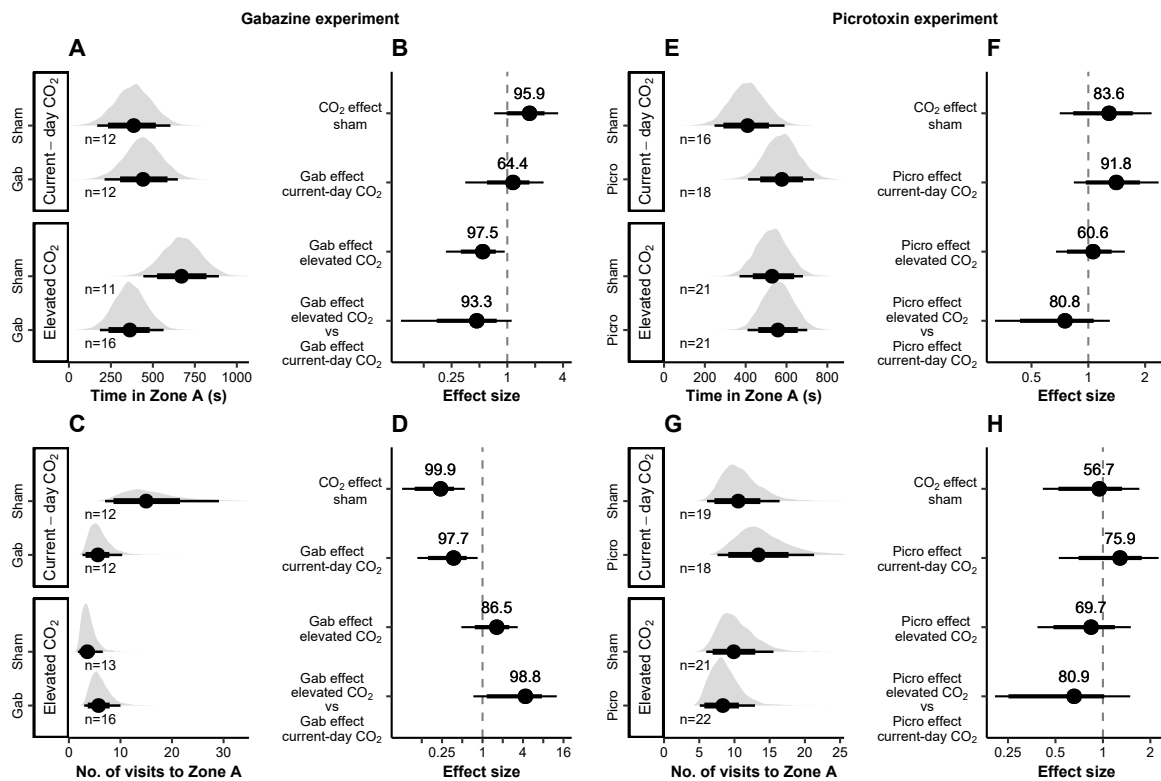 Gabazine experiment
Picrotoxin experiment
A
B
E
F
Current – day CO₂
Elevated CO₂
Sham
Gab
Sham
Gab
n=12
n=12
n=11
n=16
0 250 500 750 1000
Time in Zone A (s)
CO₂ effect
sham
Gab effect
current-day CO₂
Gab effect
elevated CO₂
Gab effect
elevated CO₂
vs
Gab effect
current-day CO₂
95.9
64.4
97.5
93.3
0.25 1 4
Effect size
Current – day CO₂
Elevated CO₂
Sham
Picro
Sham
Picro
n=16
n=18
n=21
n=21
0 200 400 600 800
Time in Zone A (s)
CO₂ effect
sham
Picro effect
current-day CO₂
Picro effect
elevated CO₂
Picro effect
elevated CO₂
vs
Picro effect
current-day CO₂
83.6
91.8
60.6
80.8
0.5 1 2
Effect size
C
D
G
H
Current – day CO₂
Elevated CO₂
Sham
Gab
Sham
Gab
n=12
n=12
n=13
n=16
0 10 20 30
No. of visits to Zone A
CO₂ effect
sham
Gab effect
current-day CO₂
Gab effect
elevated CO₂
Gab effect
elevated CO₂
vs
Gab effect
current-day CO₂
99.9
97.7
86.5
98.8
0.25 1 4 16
Effect size
Current – day CO₂
Elevated CO₂
Sham
Picro
Sham
Picro
n=19
n=18
n=21
n=22
0 5 10 15 20 25
No. of visits to Zone A
CO₂ effect
sham
Picro effect
current-day CO₂
Picro effect
elevated CO₂
Picro effect
elevated CO₂
vs
Picro effect
current-day CO₂
56.7
75.9
69.7
80.9
0.25 0.5 1 2
Effect size